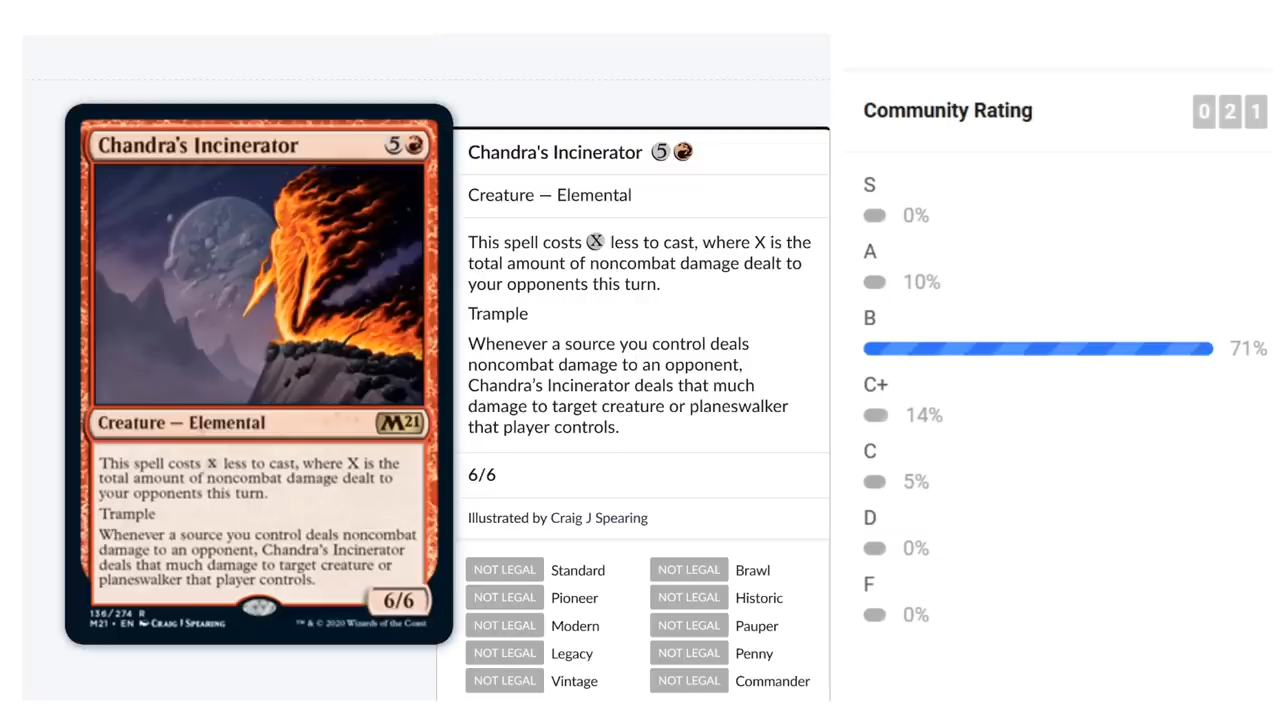 Chandra's Incinerator 5
Creature — Elemental
M21
This spell costs X less to cast, where X is the
total amount of noncombat damage dealt to
your opponents this turn.
Trample
Whenever a source you control deals noncombat
damage to an opponent, Chandra's Incinerator
deals that much damage to target creature or
planeswalker that player controls.
6/6
136/274 R
M21 • EN CRAIG J SPEARING
™ & © 2020 Wizards of the Coast
Chandra's Incinerator 5
Creature — Elemental
This spell costs X less to cast, where X is the
total amount of noncombat damage dealt to
your opponents this turn.
Trample
Whenever a source you control deals
noncombat damage to an opponent,
Chandra's Incinerator deals that much
damage to target creature or planeswalker
that player controls.
6/6
Illustrated by Craig J Spearing
NOT LEGAL Standard NOT LEGAL Brawl
NOT LEGAL Pioneer NOT LEGAL Historic
NOT LEGAL Modern NOT LEGAL Pauper
NOT LEGAL Legacy NOT LEGAL Penny
NOT LEGAL Vintage NOT LEGAL Commander
Community Rating 0 2 1
S
0%
A
10%
B
71%
C+
14%
C
5%
D
0%
F
0%